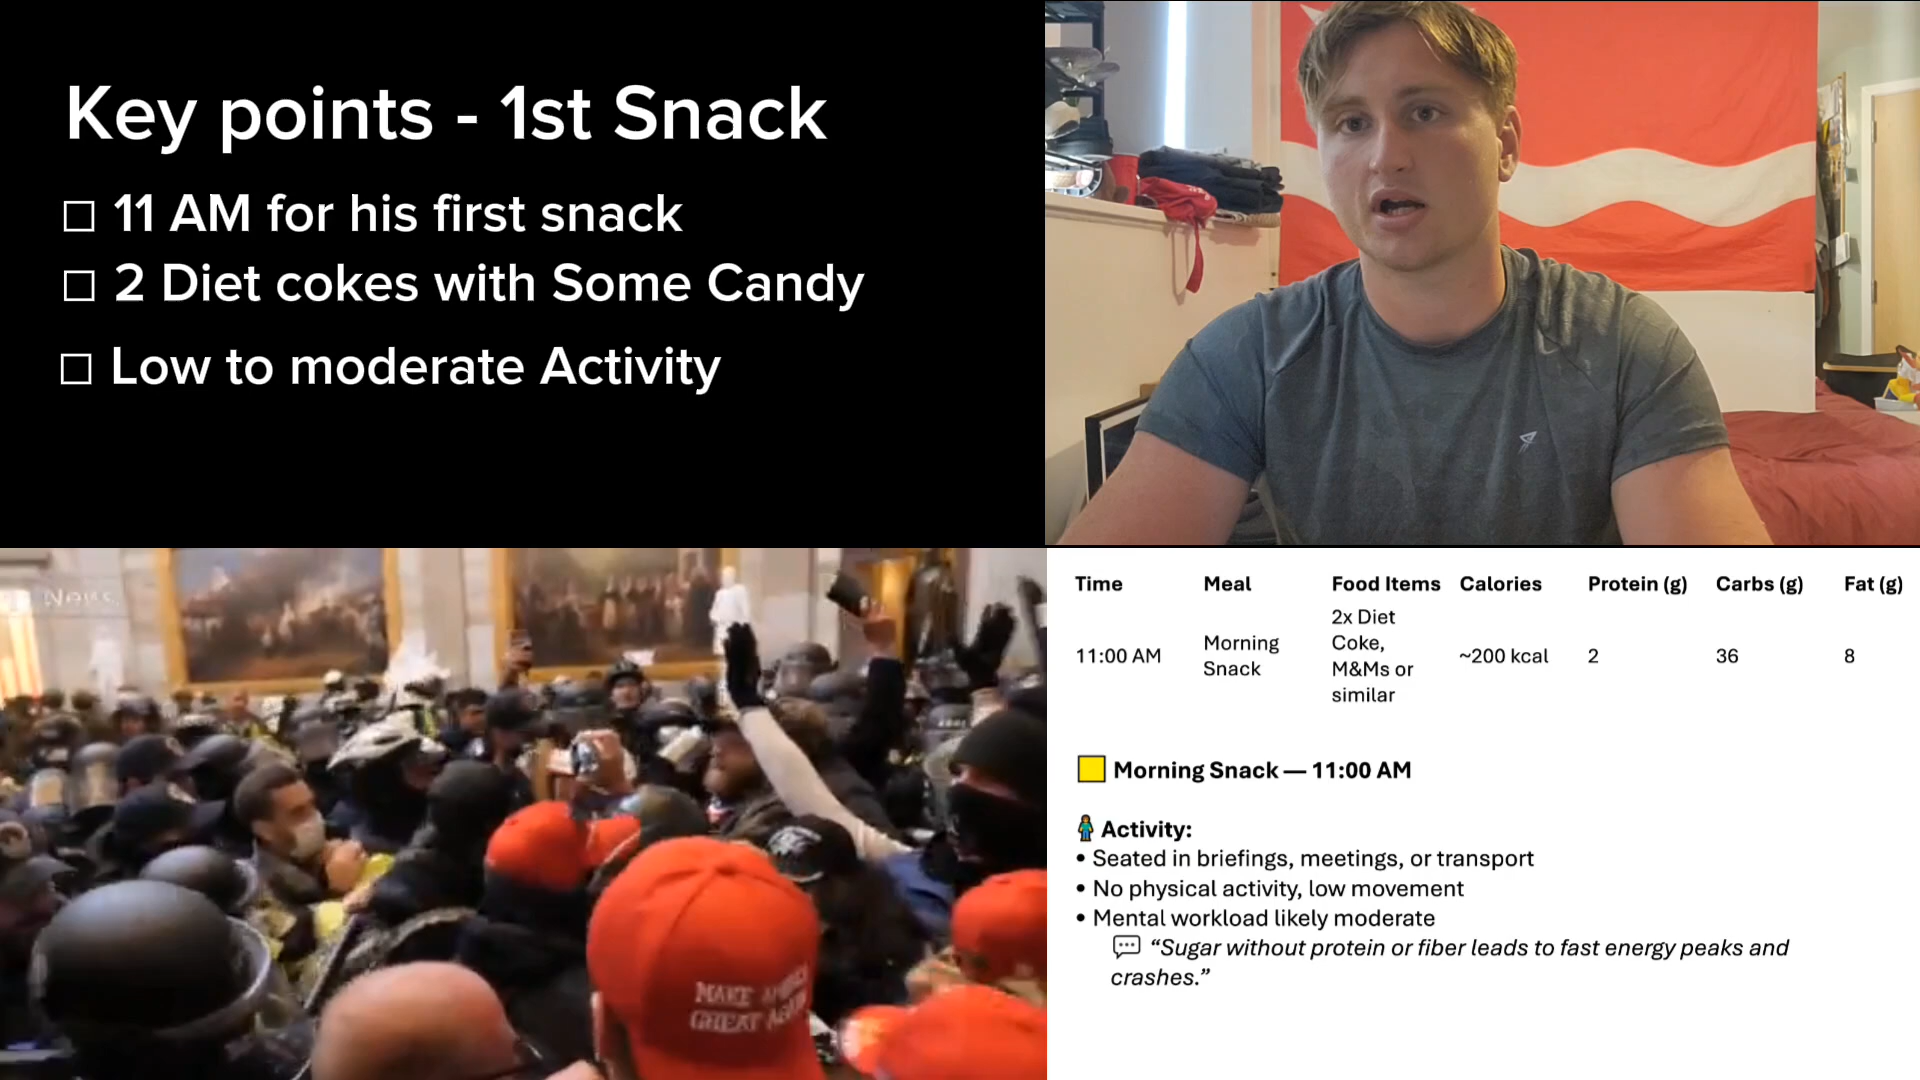 Key points - 1st Snack
11 AM for his first snack
2 Diet cokes with Some Candy
Low to moderate Activity
MAKE
GREAT AGAIN
Time Meal Food Items Calories Protein (g) Carbs (g) Fat (g)
11:00 AM Morning Snack 2x Diet Coke, M&Ms or similar ~200 kcal 2 36 8
Morning Snack — 11:00 AM
Activity:
• Seated in briefings, meetings, or transport
• No physical activity, low movement
• Mental workload likely moderate
“Sugar without protein or fiber leads to fast energy peaks and
crashes.”